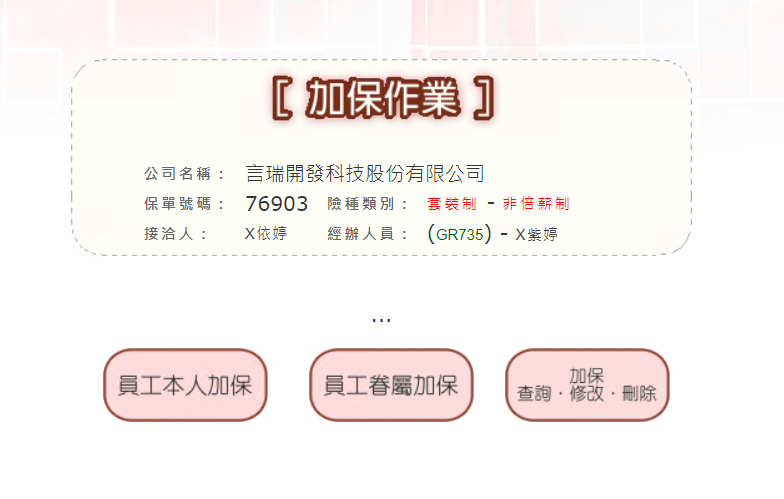 [ 加保作業 ]
公司名稱： 言瑞開發科技股份有限公司
保單號碼： 76903 險種類別： 套裝制 - 非倍薪制
接洽人： X依婷 經辦人員： (GR735) - X紫婷
...
員工本人加保 員工眷屬加保 加保
查詢．修改．刪除